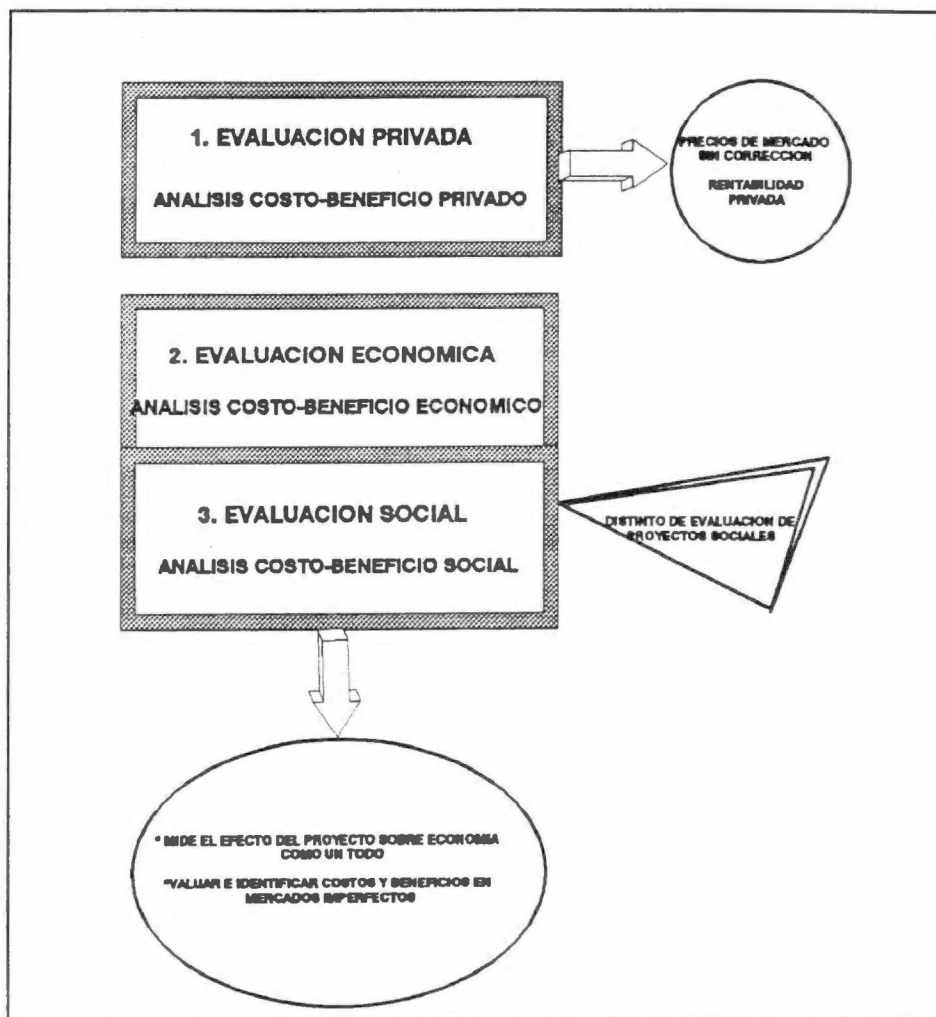 1. EVALUACION PRIVADA
ANALISIS COSTO-BENEFICIO PRIVADO
PRECIOS DE MERCADO
SIN CORRECCION
RENTABILIDAD
PRIVADA
2. EVALUACION ECONOMICA
ANALISIS COSTO-BENEFICIO ECONOMICO
3. EVALUACION SOCIAL
ANALISIS COSTO-BENEFICIO SOCIAL
DISTINTO DE EVALUACION DE
PROYECTOS SOCIALES
* MIDE EL EFECTO DEL PROYECTO SOBRE ECONOMIA
COMO UN TODO
*VALUAR E IDENTIFICAR COSTOS Y BENEFICIOS EN
MERCADOS IMPERFECTOS